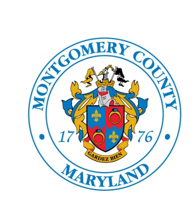 MONTGOMERY COUNTY
17 76
GARDEZ BIEN
MARYLAND